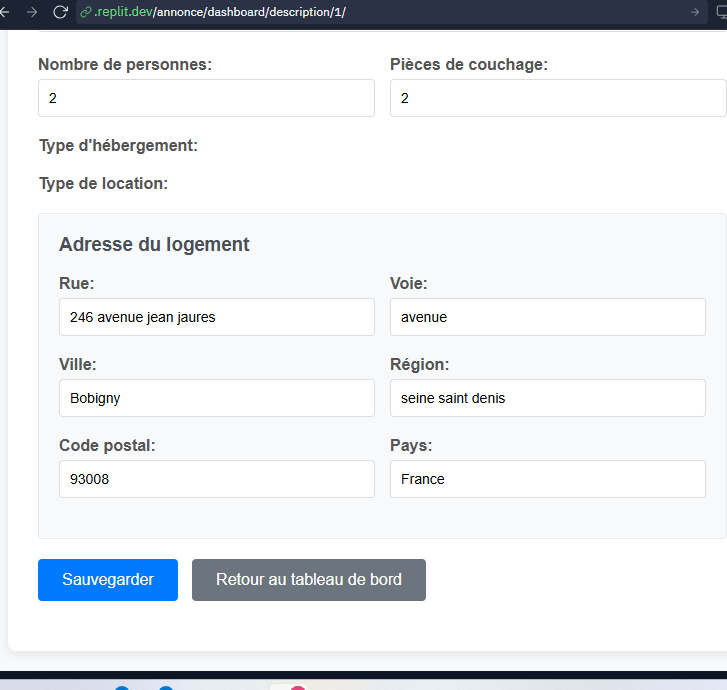 .replit.dev/annonce/dashboard/description/1/
Nombre de personnes: Pièces de couchage:
2 2
Type d'hébergement:
Type de location:
Adresse du logement
Rue: Voie:
246 avenue jean jaures avenue
Ville: Région:
Bobigny seine saint denis
Code postal: Pays:
93008 France
Sauvegarder Retour au tableau de bord